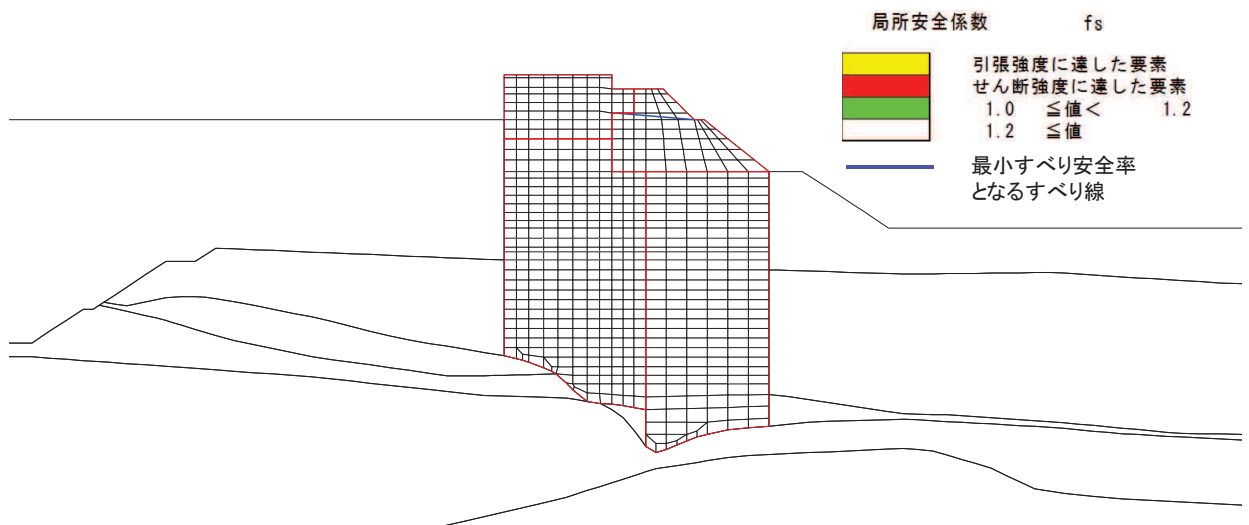 局所安全係数 fs
引張強度に達した要素
せん断強度に達した要素
1.0 ≦値< 1.2
1.2 ≦値
最小すべり安全率
となるすべり線